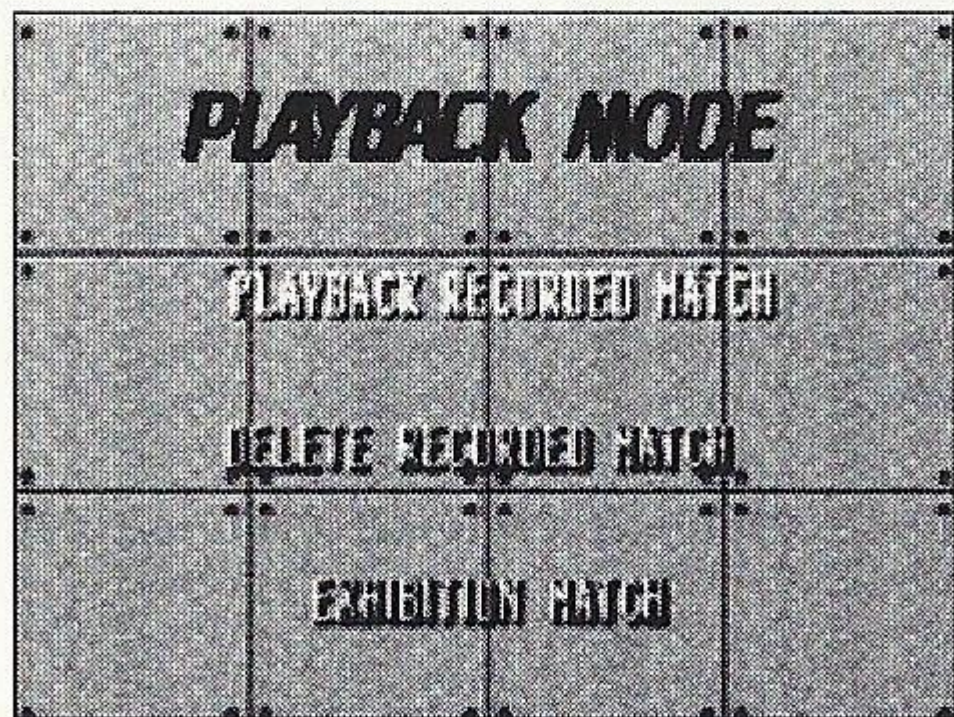 PLAYBACK MODE
PLAYBACK RECORDED MATCH
DELETE RECORDED MATCH
EXHIBITION MATCH